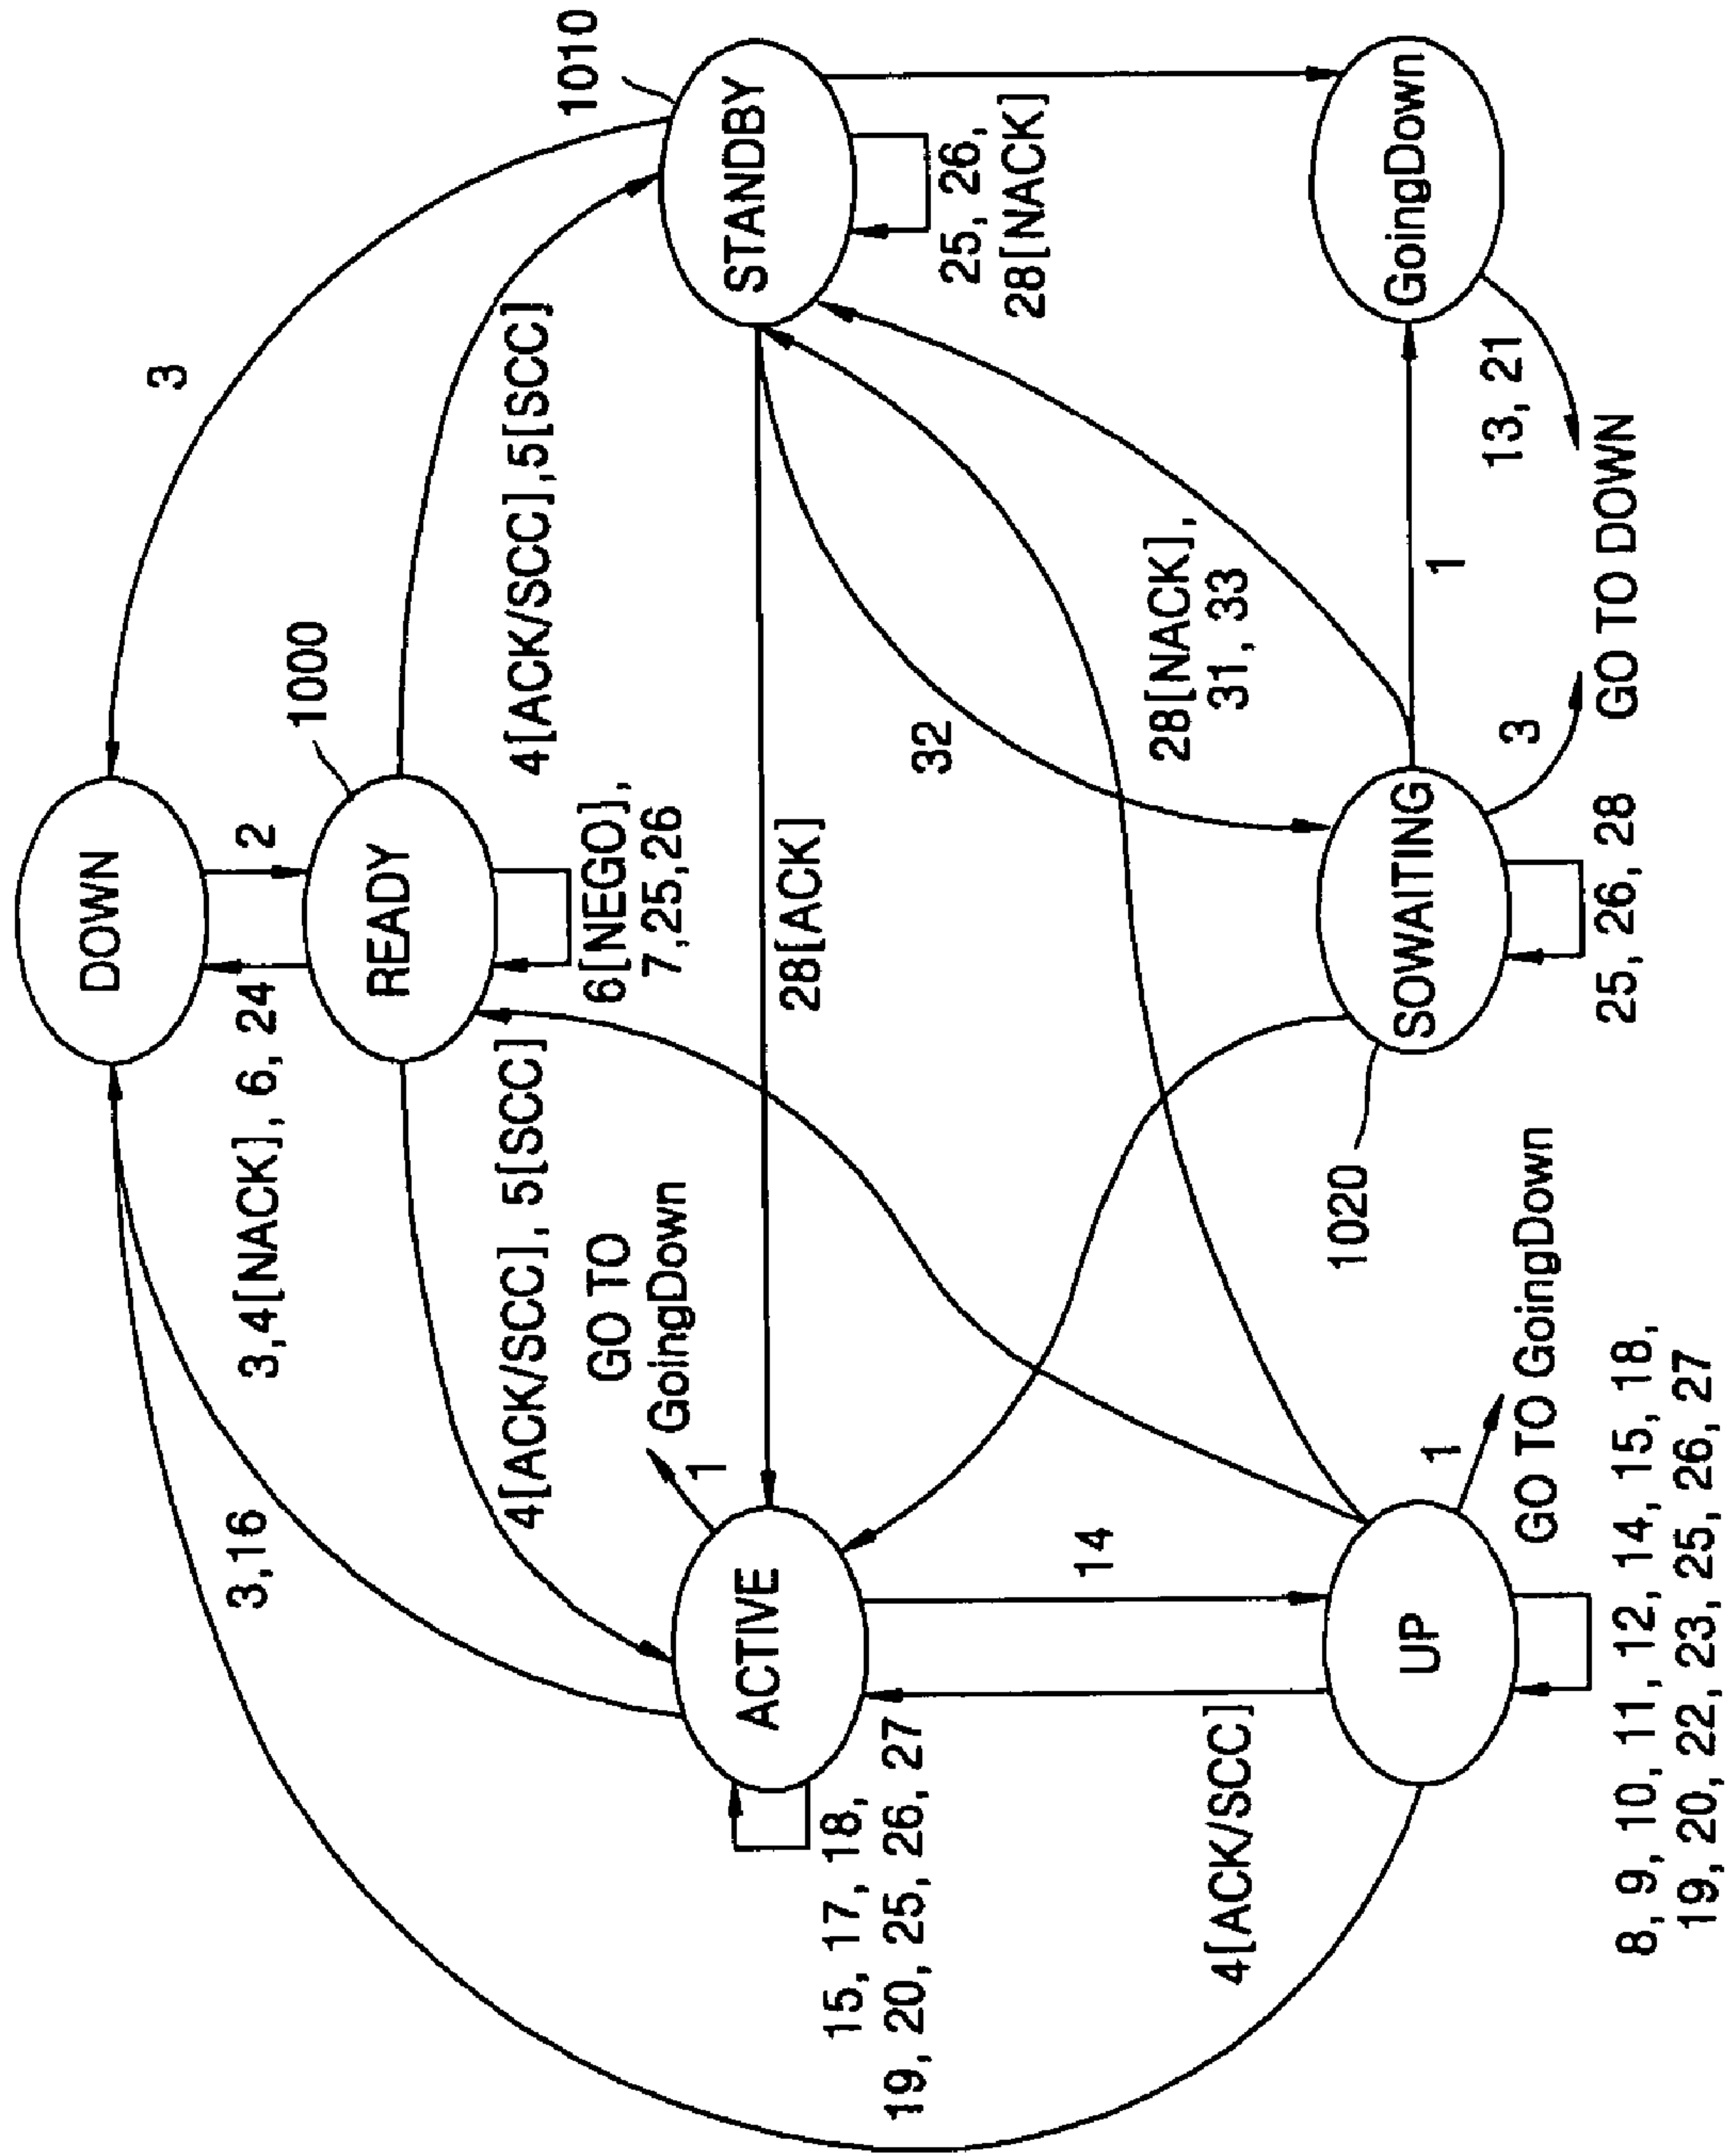 DOWN
3
3,16
3,4[NACK], 6, 24
2
1000
READY
6[NEGO],
7,25,26
4[ACK/SCC], 5[SCC]
4[ACK/SCC],5[SCC]
1010
STANDBY
25, 26,
28[NACK]
GO TO
GoingDown
1
ACTIVE
15, 17, 18,
19, 20, 25, 26, 27
28[ACK]
32
28[NACK],
31, 33
14
4[ACK/SCC]
1020
SOWAITING
25, 26, 28
1
3
GO TO DOWN
GoingDown
13, 21
UP
1
GO TO GoingDown
8, 9, 10, 11, 12, 14, 15, 18,
19, 20, 22, 23, 25, 26, 27